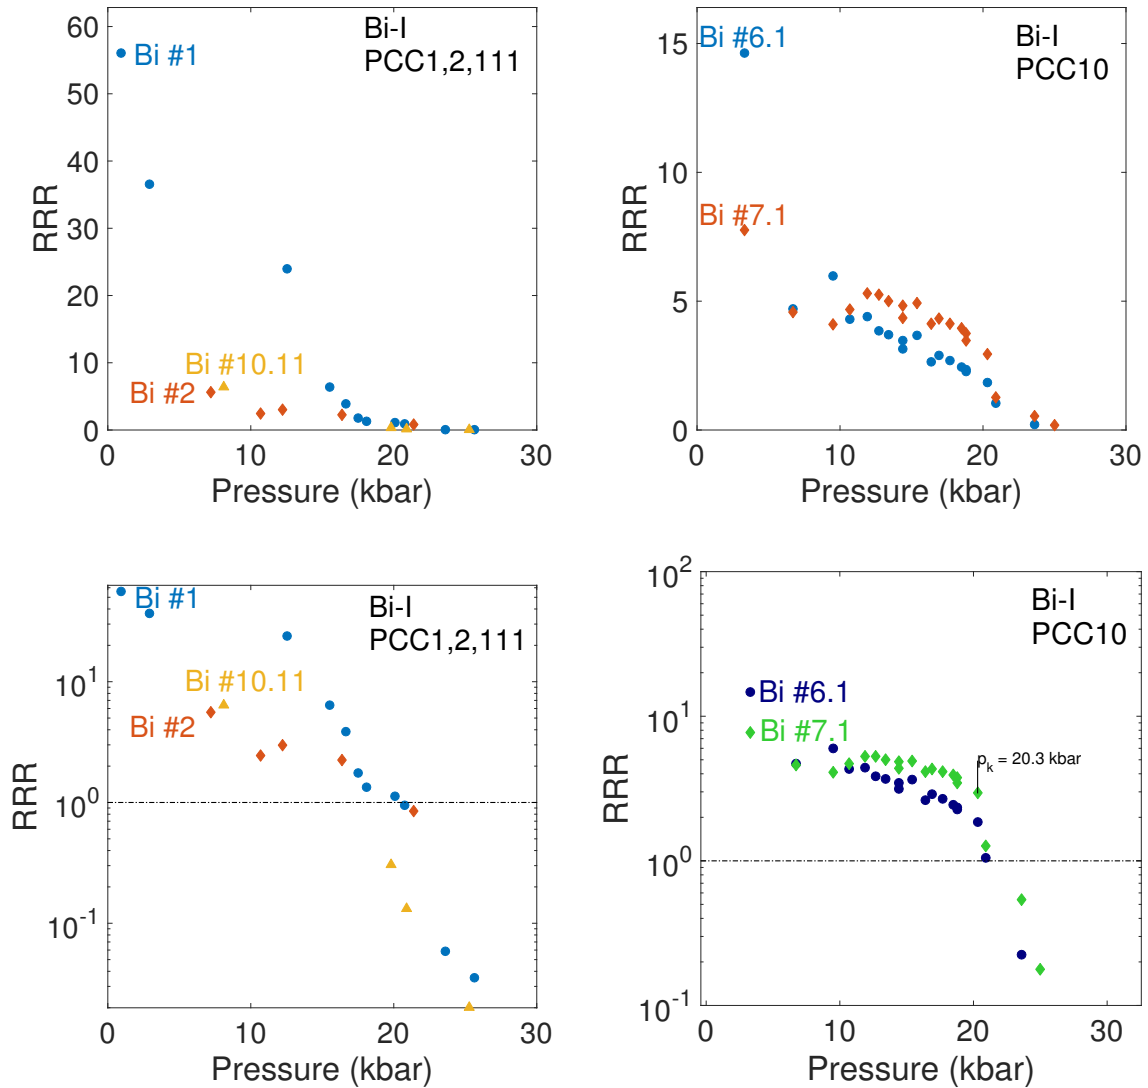 60
50
40
30
20
10
0
0
10
20
30
RRR
Pressure (kbar)
Bi #1
Bi #10.11
Bi #2
Bi-I
PCC1,2,111
15
10
5
0
0
10
20
30
RRR
Pressure (kbar)
Bi #6.1
Bi #7.1
Bi-I
PCC10
10^1
10^0
10^-1
0
10
20
30
RRR
Pressure (kbar)
Bi #1
Bi #10.11
Bi #2
Bi-I
PCC1,2,111
10^2
10^1
10^0
10^-1
0
10
20
30
RRR
Pressure (kbar)
Bi #6.1
Bi #7.1
p_k = 20.3 kbar
Bi-I
PCC10